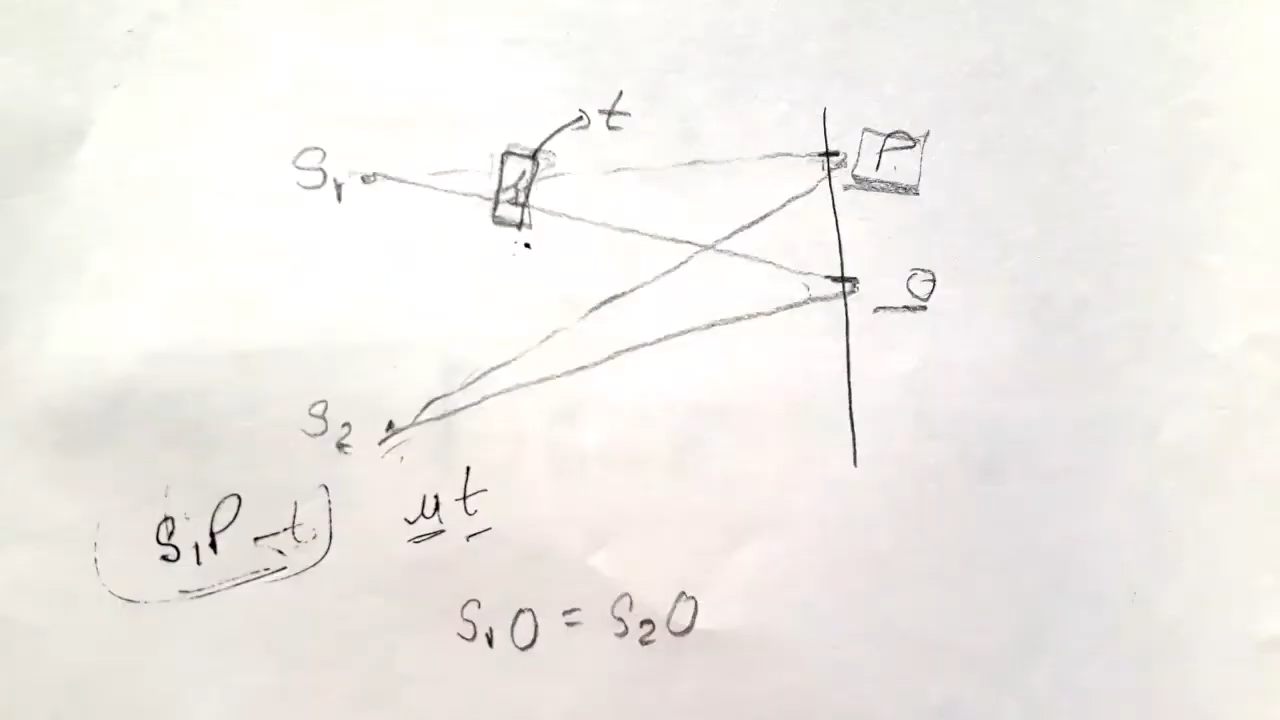 t
S₁
P
O
S₂
(S₁P - t) μt
S₁O = S₂O